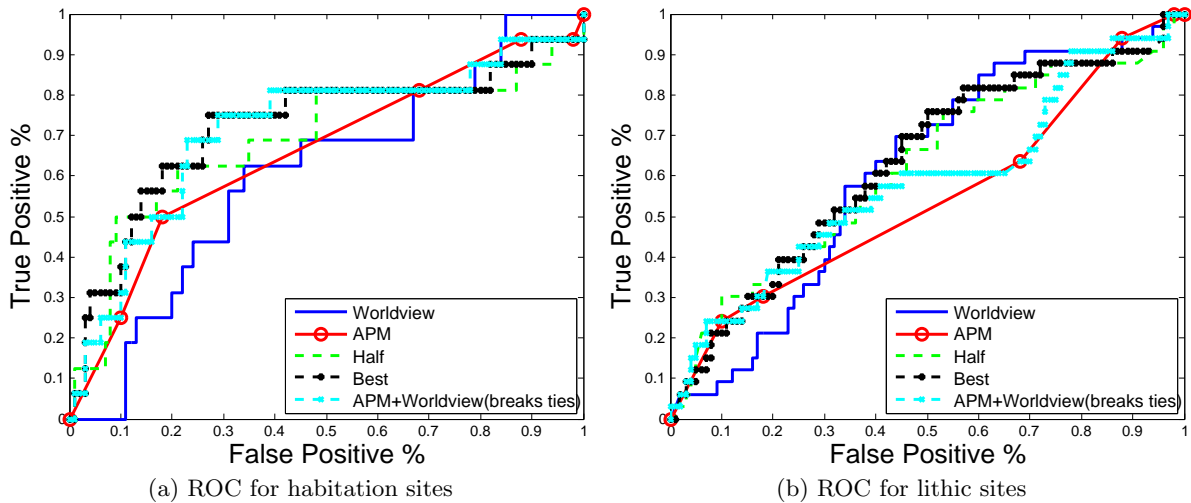 1
0.9
0.8
0.7
0.6
0.5
0.4
0.3
0.2
0.1
0
True Positive %
0 0.1 0.2 0.3 0.4 0.5 0.6 0.7 0.8 0.9 1
False Positive %
Worldview
APM
Half
Best
APM+Worldview(breaks ties)
(a) ROC for habitation sites
1
0.9
0.8
0.7
0.6
0.5
0.4
0.3
0.2
0.1
0
True Positive %
0 0.1 0.2 0.3 0.4 0.5 0.6 0.7 0.8 0.9 1
False Positive %
Worldview
APM
Half
Best
APM+Worldview(breaks ties)
(b) ROC for lithic sites